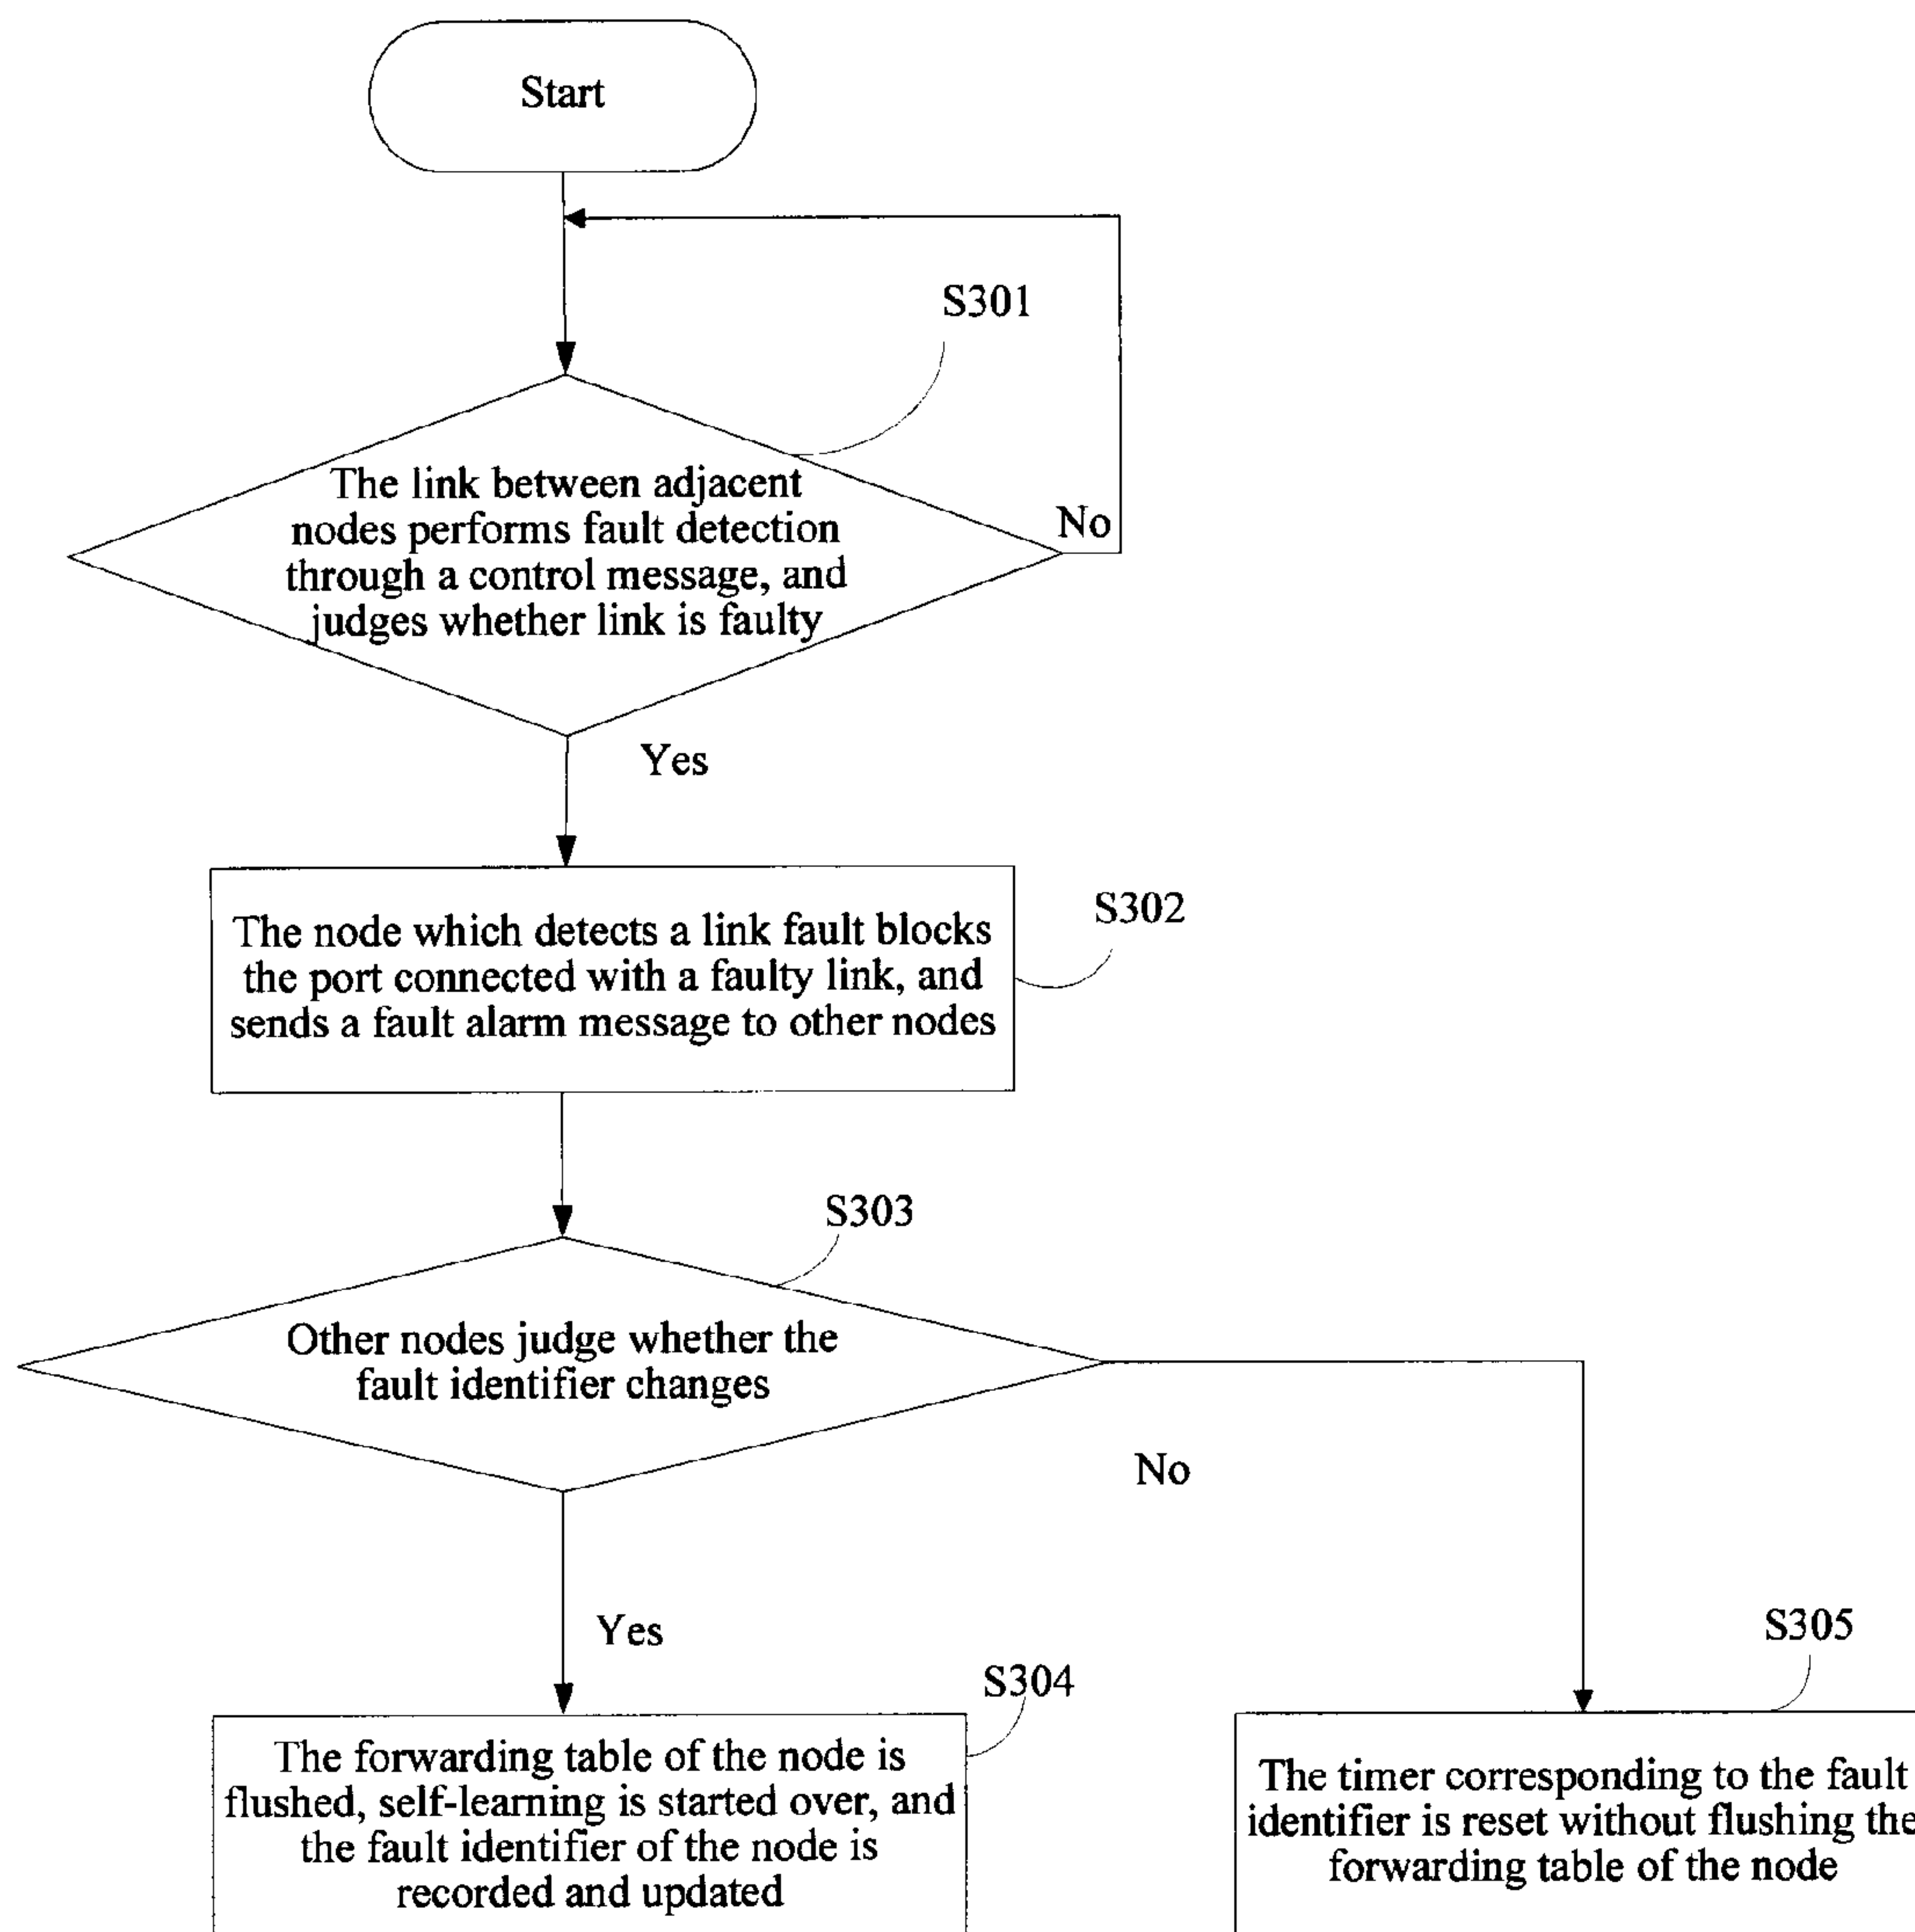 Start
S301
The link between adjacent
nodes performs fault detection
through a control message, and
judges whether link is faulty
No
Yes
The node which detects a link fault blocks
the port connected with a faulty link, and
sends a fault alarm message to other nodes
S302
S303
Other nodes judge whether the
fault identifier changes
No
Yes
S304
S305
The forwarding table of the node is
flushed, self-learning is started over, and
the fault identifier of the node is
recorded and updated
The timer corresponding to the fault
identifier is reset without flushing the
forwarding table of the node